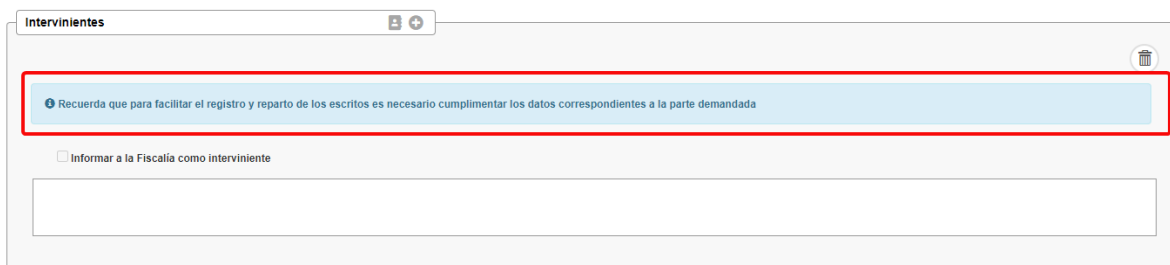 Intervinientes
Recuerda que para facilitar el registro y reparto de los escritos es necesario cumplimentar los datos correspondientes a la parte demandada
Informar a la Fiscalía como interviniente